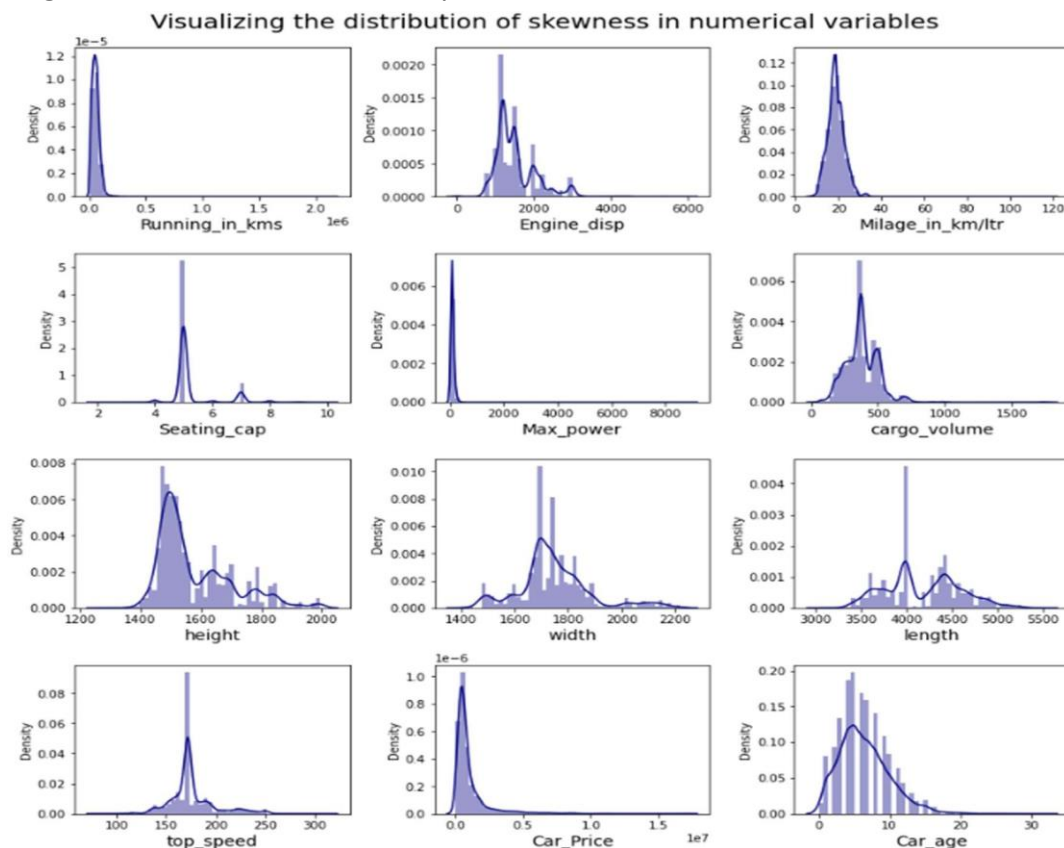 Visualizing the distribution of skewness in numerical variables
1e−5
1.2
1.0
0.8
0.6
0.4
0.2
0.0
Density
0.0 0.5 1.0 1.5 2.0
1e6
Running_in_kms
0.0020
0.0015
0.0010
0.0005
0.0000
Density
0 2000 4000 6000
Engine_disp
0.12
0.10
0.08
0.06
0.04
0.02
0.00
Density
0 20 40 60 80 100 120
Milage_in_km/ltr
5
4
3
2
1
0
Density
2 4 6 8 10
Seating_cap
0.006
0.004
0.002
0.000
Density
0 2000 4000 6000 8000
Max_power
0.006
0.004
0.002
0.000
Density
0 500 1000 1500
cargo_volume
0.008
0.006
0.004
0.002
0.000
Density
1200 1400 1600 1800 2000
height
0.010
0.008
0.006
0.004
0.002
0.000
Density
1400 1600 1800 2000 2200
width
0.004
0.003
0.002
0.001
0.000
Density
3000 3500 4000 4500 5000 5500
length
0.08
0.06
0.04
0.02
0.00
Density
100 150 200 250 300
top_speed
1e−6
1.0
0.8
0.6
0.4
0.2
0.0
Density
0.0 0.5 1.0 1.5
1e7
Car_Price
0.20
0.15
0.10
0.05
0.00
Density
0 10 20 30
Car_age